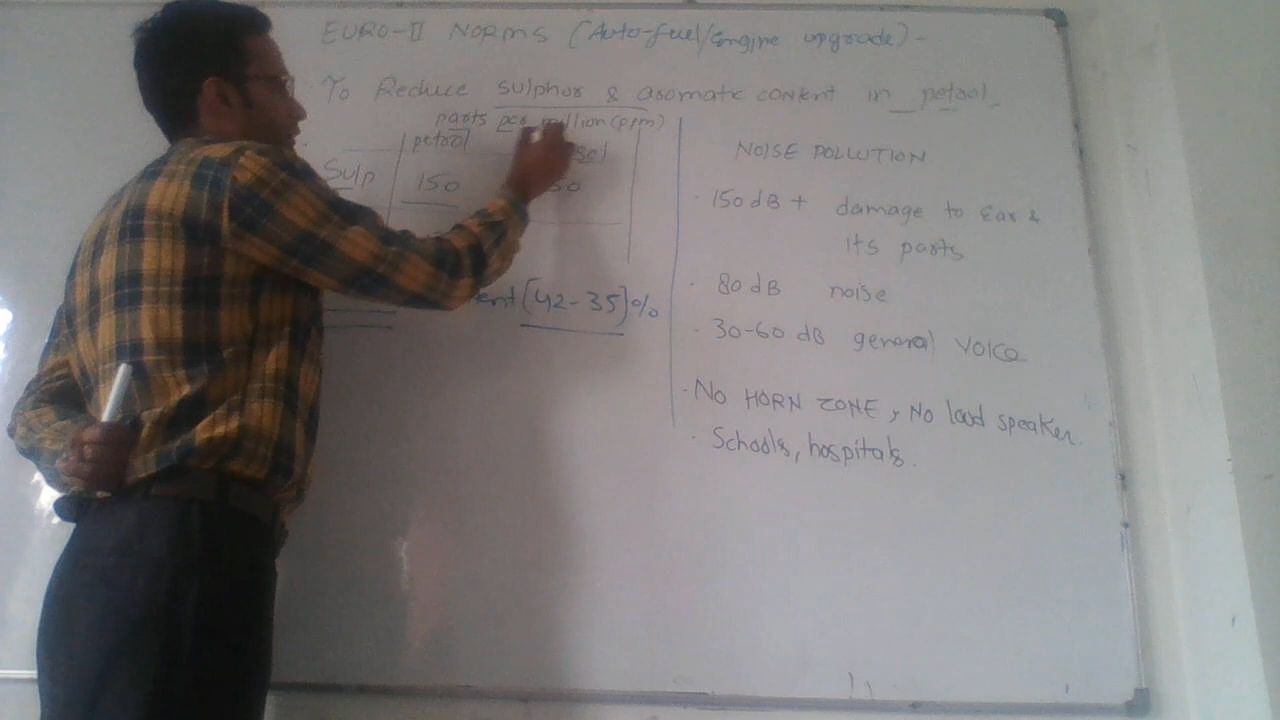 EURO-II NORMS (Auto-fuel/Engine upgrade) -
To Reduce sulphur & aromatic content in petrol.
parts per million (ppm)
petrol
Sulp 150 50
[42-35]%
NOISE POLLUTION
· 150 dB + damage to Ear &
its parts
· 80 dB noise
· 30-60 dB general voice
· No HORN ZONE, No loud speaker.
· Schools, hospitals.